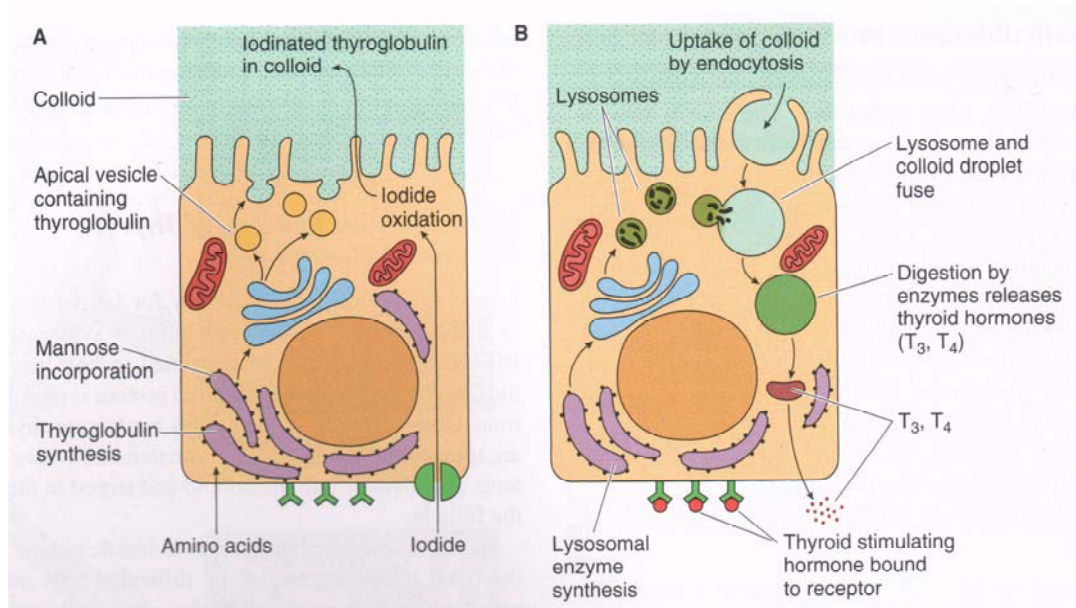 A
Iodinated thyroglobulin
in colloid
Colloid
Apical vesicle
containing
thyroglobulin
Iodide
oxidation
Mannose
incorporation
Thyroglobulin
synthesis
Amino acids
Iodide
B
Uptake of colloid
by endocytosis
Lysosomes
Lysosome and
colloid droplet
fuse
Digestion by
enzymes releases
thyroid hormones
(T₃, T₄)
T₃, T₄
Lysosomal
enzyme
synthesis
Thyroid stimulating
hormone bound
to receptor